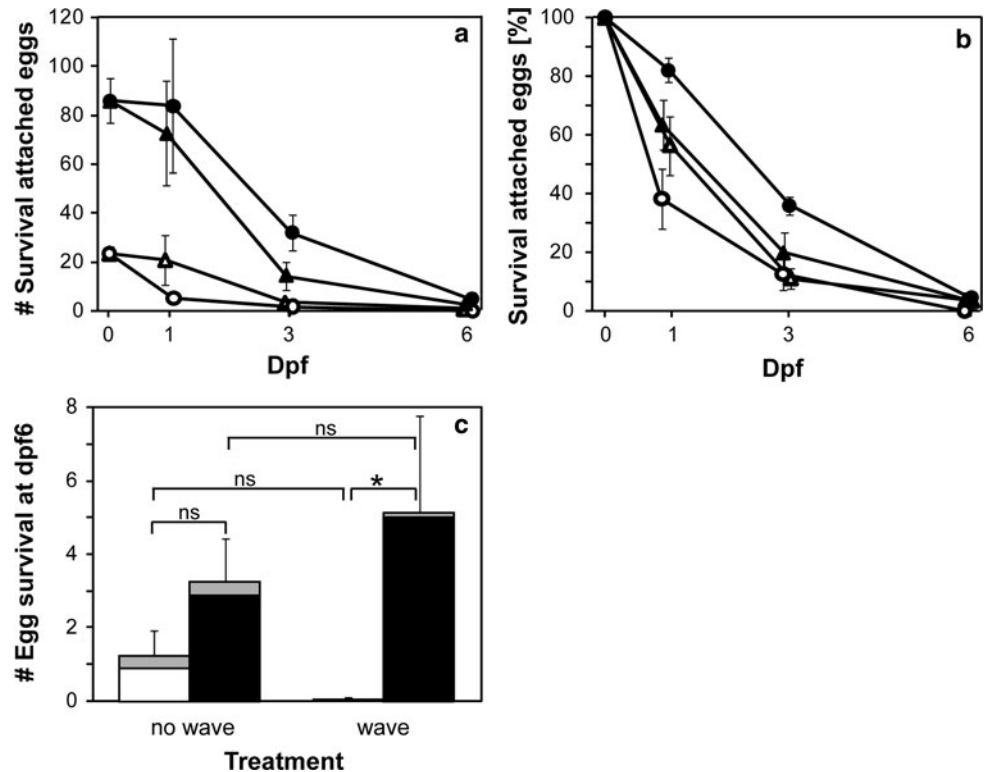 a
# Survival attached eggs
120
100
80
60
40
20
0
0 1 3 6
Dpf
b
Survival attached eggs [%]
100
80
60
40
20
0
0 1 3 6
Dpf
c
# Egg survival at dpf6
8
6
4
2
0
ns
ns
*
ns
no wave wave
Treatment